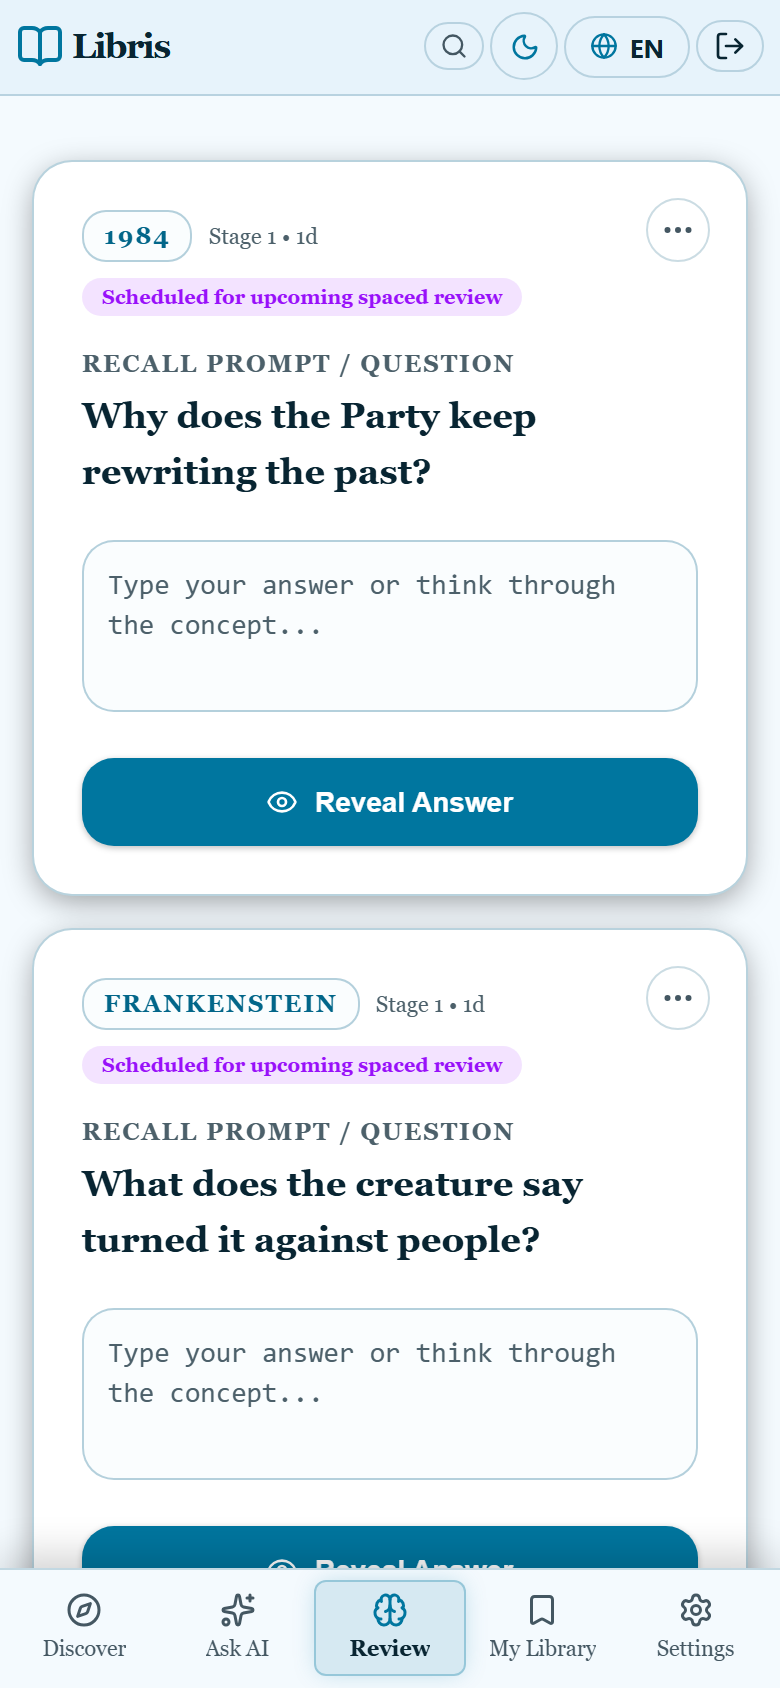 Libris
EN
1984
Stage 1 • 1d
Scheduled for upcoming spaced review
RECALL PROMPT / QUESTION
Why does the Party keep
rewriting the past?
Type your answer or think through
the concept...
Reveal Answer
FRANKENSTEIN
Stage 1 • 1d
Scheduled for upcoming spaced review
RECALL PROMPT / QUESTION
What does the creature say
turned it against people?
Type your answer or think through
the concept...
Reveal Answer
Discover
Ask AI
Review
My Library
Settings